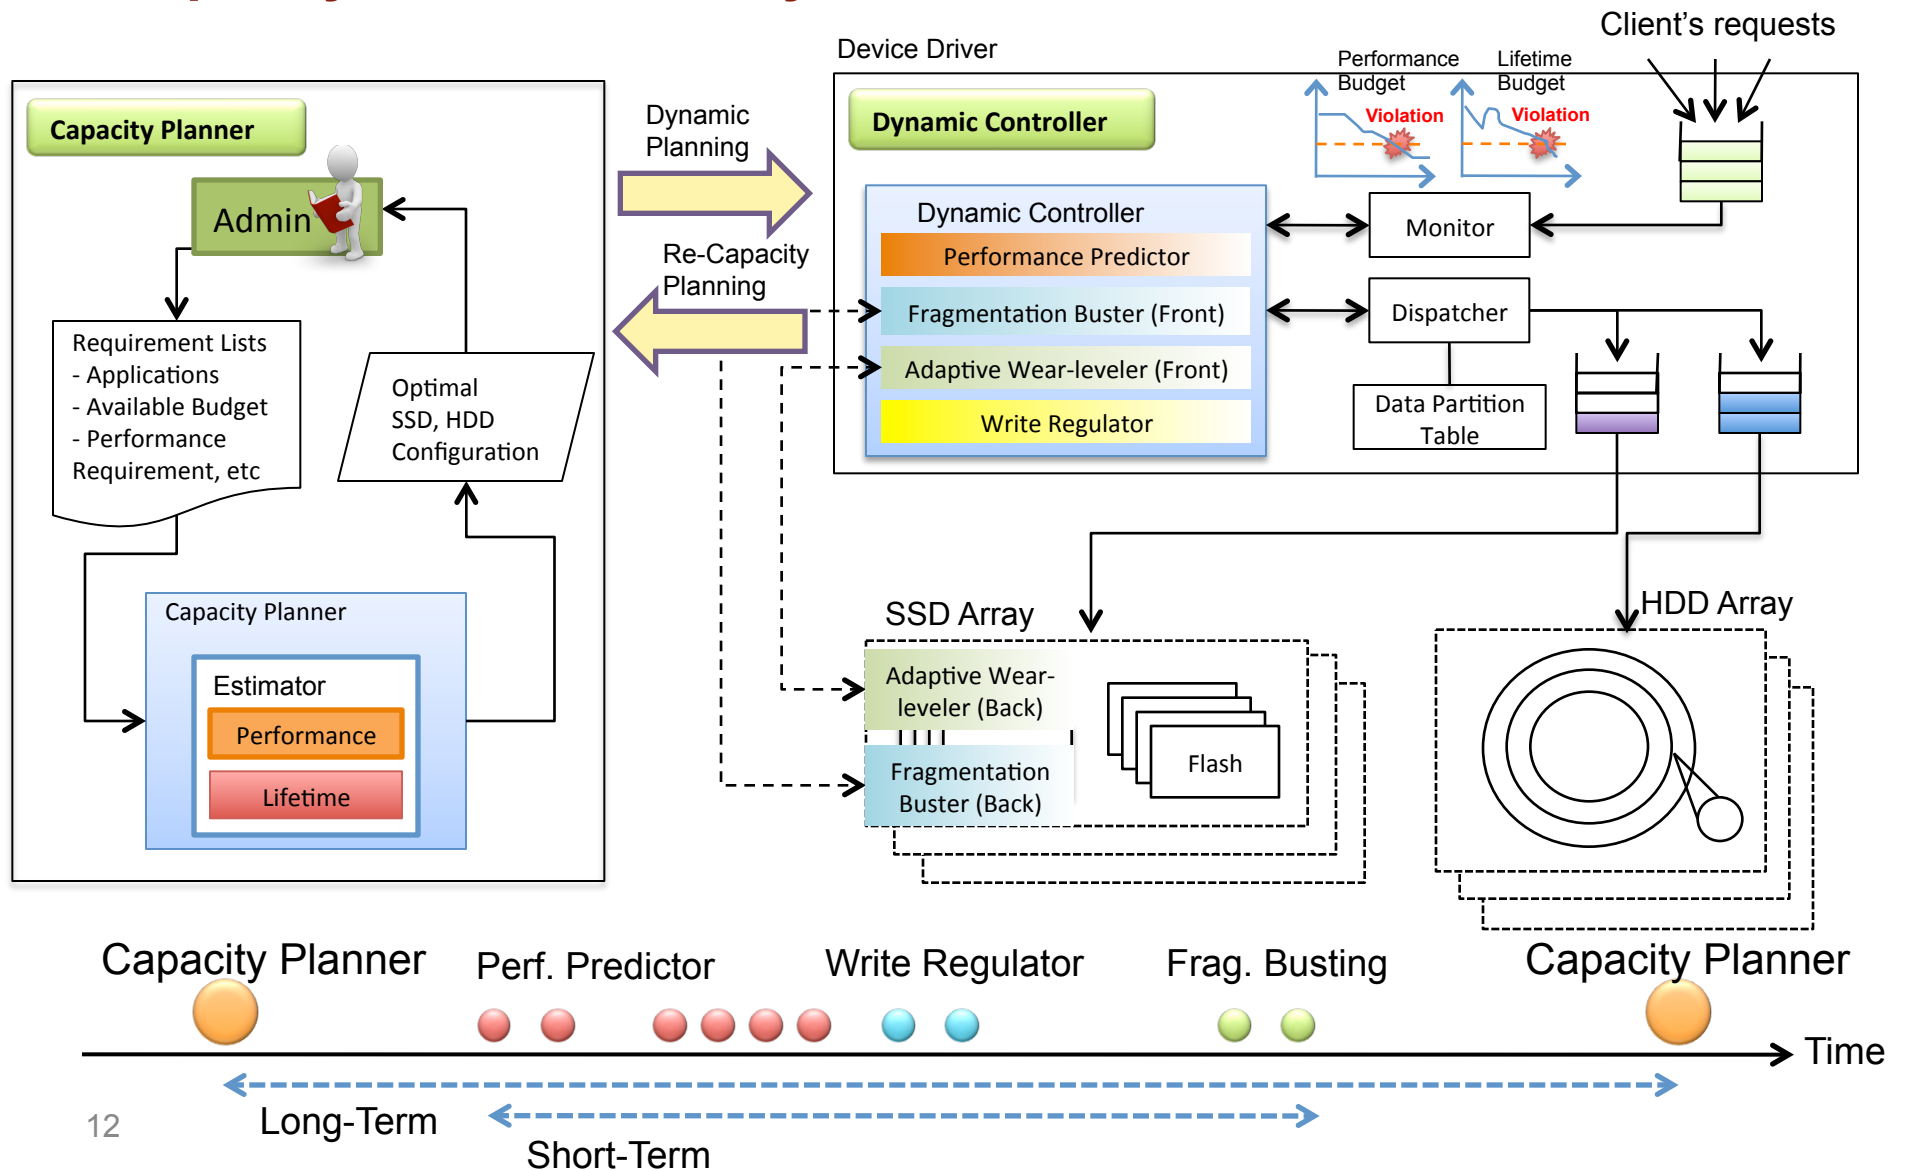 Client's requests
Device Driver
Performance
Budget
Lifetime
Budget
Violation
Violation
Capacity Planner
Dynamic
Planning
Dynamic Controller
Admin
Re-Capacity
Planning
Dynamic Controller
Performance Predictor
Fragmentation Buster (Front)
Adaptive Wear-leveler (Front)
Write Regulator
Monitor
Dispatcher
Data Partition
Table
Requirement Lists
- Applications
- Available Budget
- Performance
Requirement, etc
Optimal
SSD, HDD
Configuration
Capacity Planner
Estimator
Performance
Lifetime
SSD Array
Adaptive Wear-
leveler (Back)
Fragmentation
Buster (Back)
Flash
HDD Array
Capacity Planner
Perf. Predictor
Write Regulator
Frag. Busting
Capacity Planner
Time
Long-Term
Short-Term
12